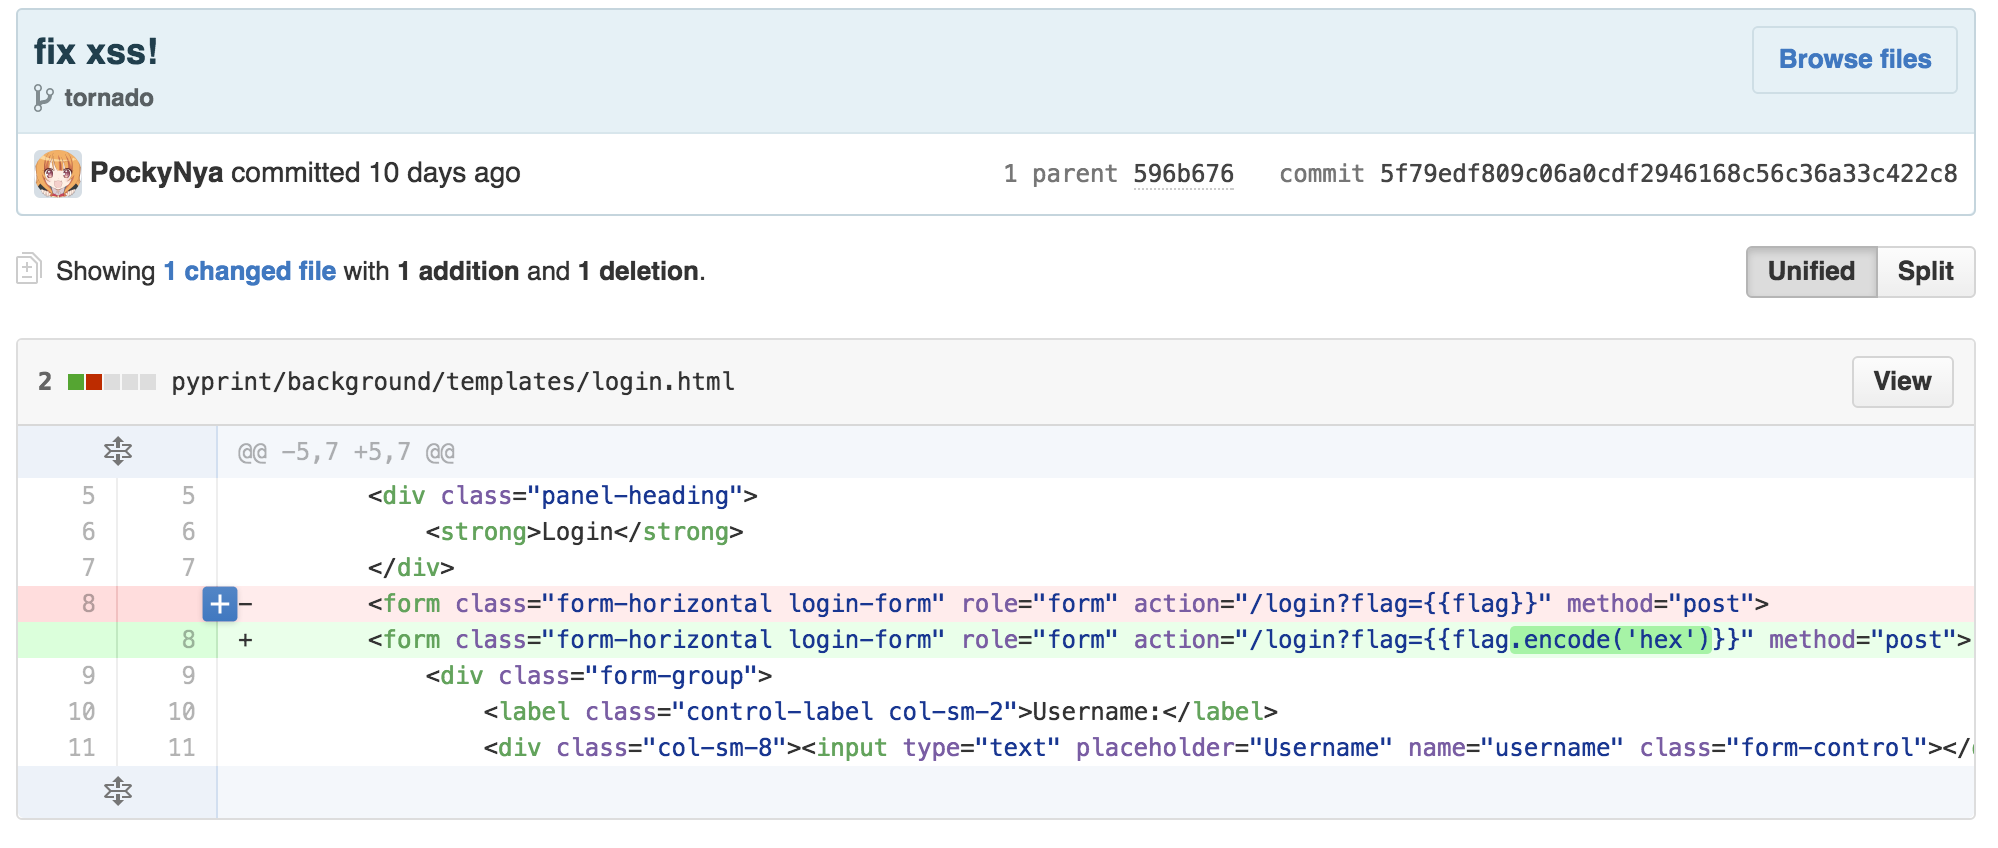 fix xss!
Browse files
tornado
PockyNya committed 10 days ago
1 parent 596b676 commit 5f79edf809c06a0cdf2946168c56c36a33c422c8
Showing 1 changed file with 1 addition and 1 deletion.
Unified Split
2 pyprint/background/templates/login.html
View
@@ -5,7 +5,7 @@
5 5 <div class="panel-heading">
6 6 <strong>Login</strong>
7 7 </div>
8 + - <form class="form-horizontal login-form" role="form" action="/login?flag={{flag}}" method="post">
8 + <form class="form-horizontal login-form" role="form" action="/login?flag={{flag.encode('hex')}}" method="post">
9 9 <div class="form-group">
10 10 <label class="control-label col-sm-2">Username:</label>
11 11 <div class="col-sm-8"><input type="text" placeholder="Username" name="username" class="form-control"></